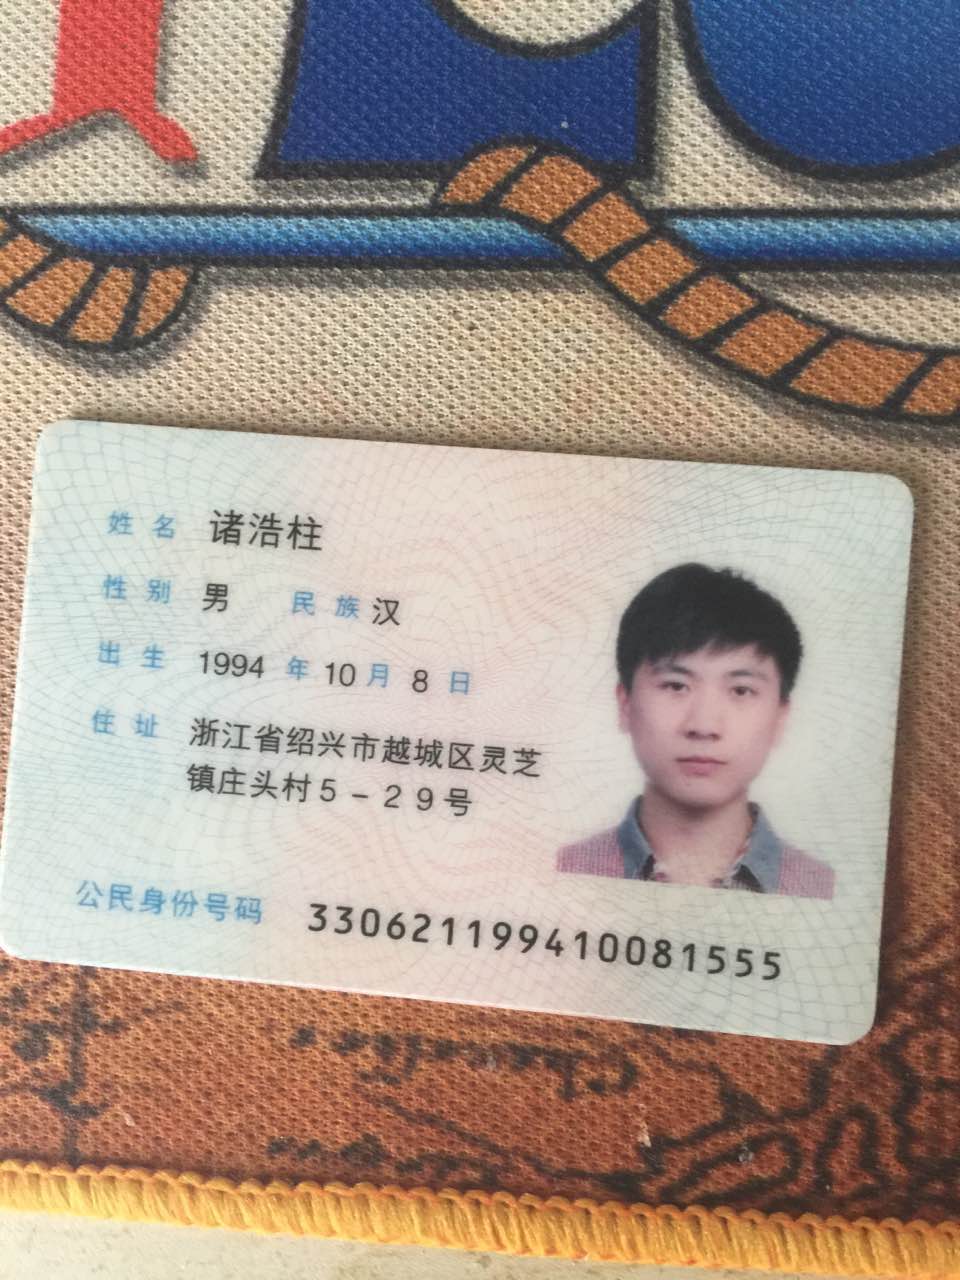 姓名 诸浩柱
性别 男 民族 汉
出生 1994 年 10 月 8 日
住址 浙江省绍兴市越城区灵芝
镇庄头村5-29号
公民身份号码 330621199410081555